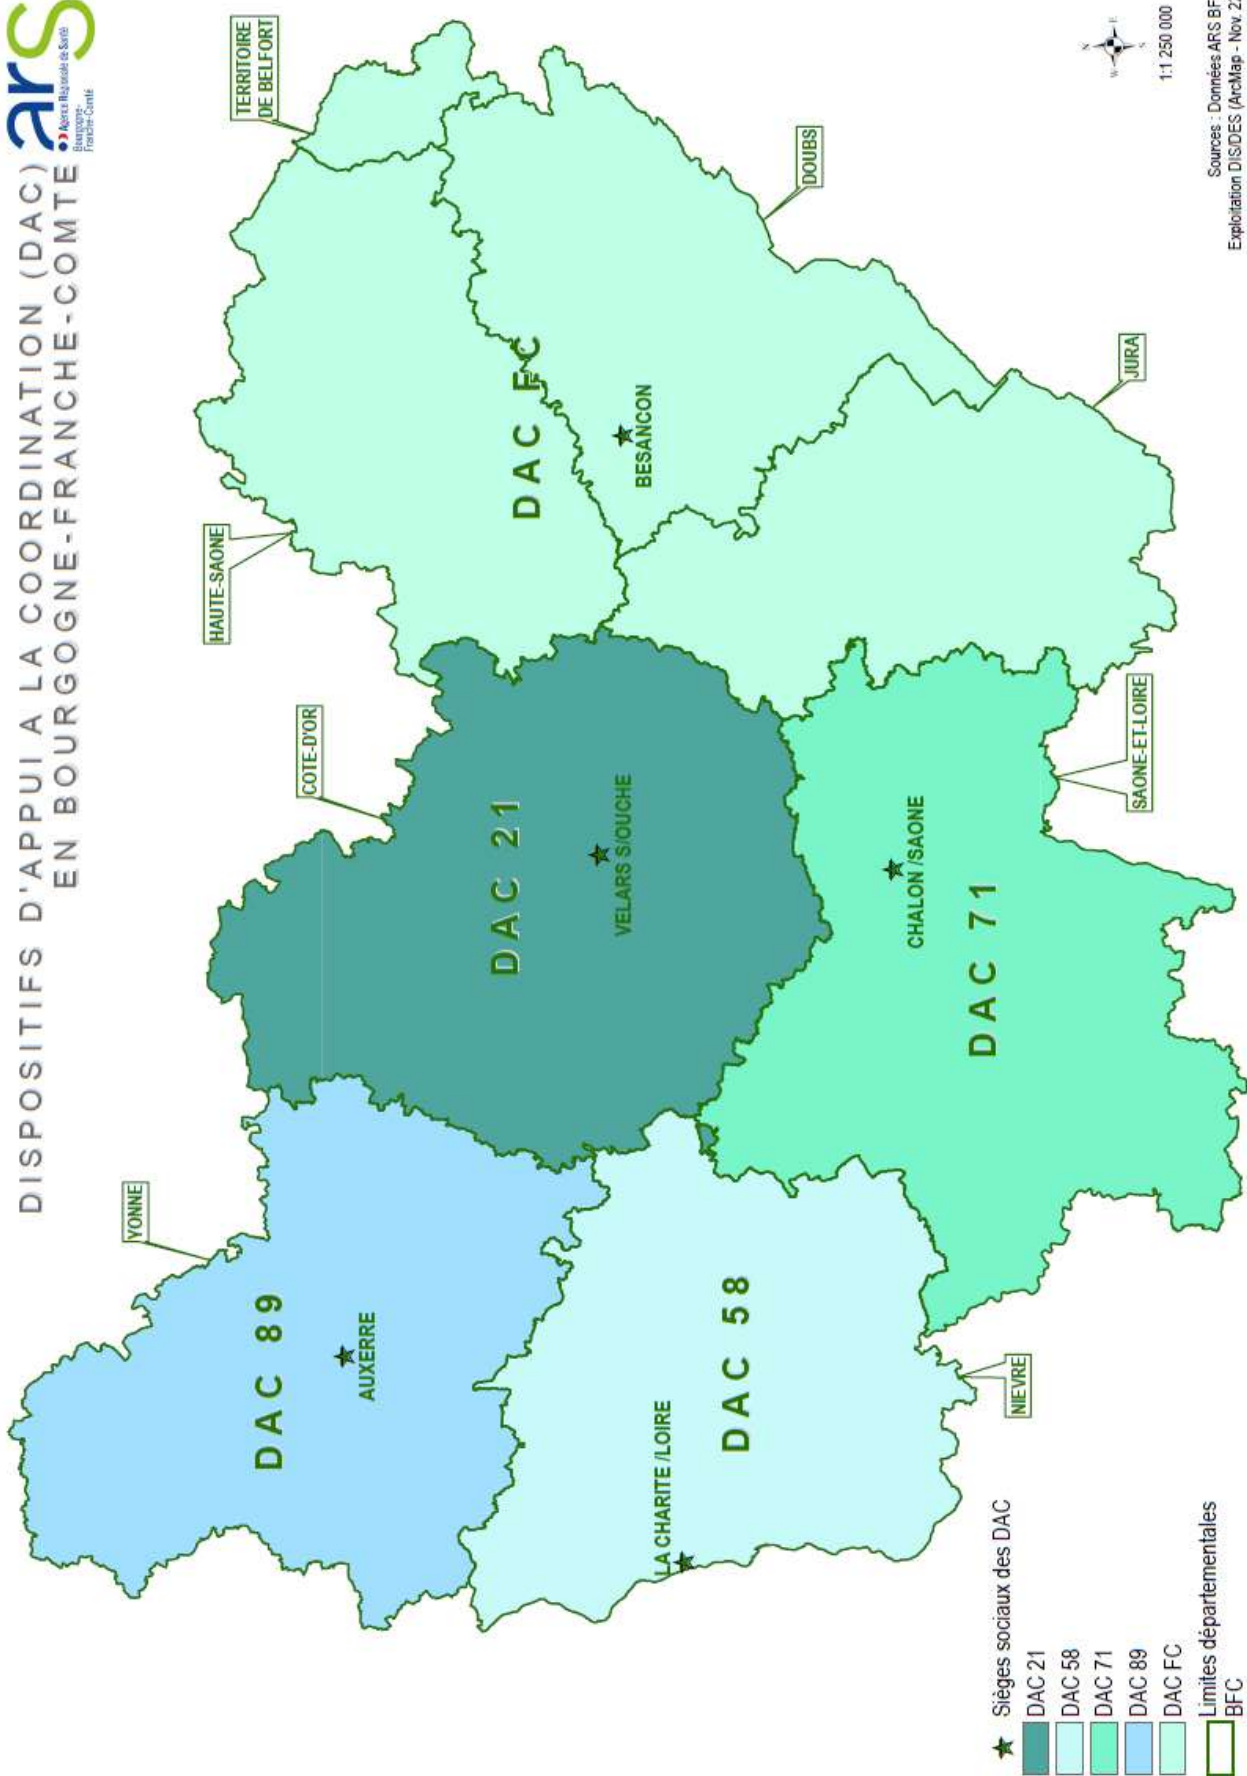 DISPOSITIFS D'APPUI A LA COORDINATION (DAC)
EN BOURGOGNE-FRANCHE-COMTE
ars
Agence Régionale de Santé
Bourgogne-
Franche-Comté
YONNE
COTE-D'OR
HAUTE-SAONE
TERRITOIRE
DE BELFORT
DAC 89
AUXERRE
DAC 21
VELARS S/OUCHE
DAC FC
BESANCON
DOUBS
LA CHARITE /LOIRE
DAC 58
CHALON /SAONE
DAC 71
NIEVRE
SAONE-ET-LOIRE
JURA
Sièges sociaux des DAC
DAC 21
DAC 58
DAC 71
DAC 89
DAC FC
Limites départementales
BFC
N
E
S
W
1:1 250 000
Sources : Données ARS BF
Exploitation DIS/DES (ArcMap - Nov. 22